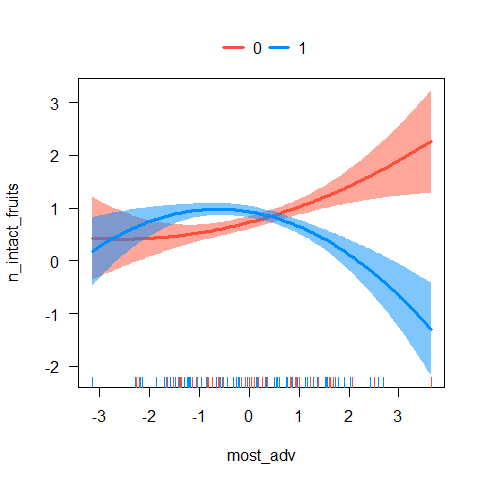 0 1
n_intact_fruits
3
2
1
0
-1
-2
-3 -2 -1 0 1 2 3
most_adv